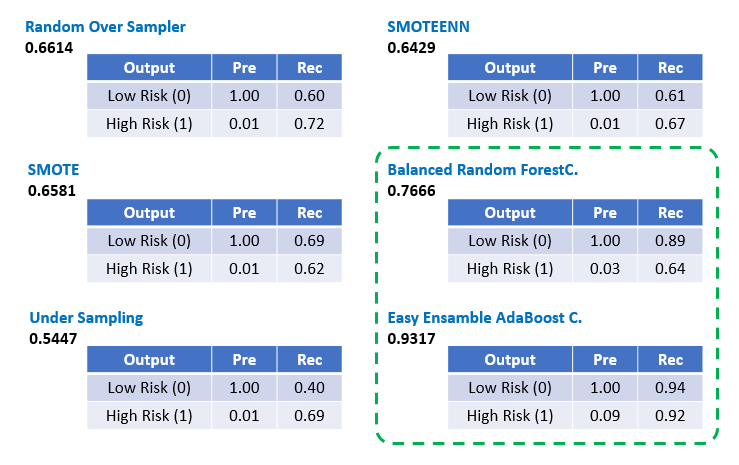 Random Over Sampler
0.6614
Output Pre Rec
Low Risk (0) 1.00 0.60
High Risk (1) 0.01 0.72
SMOTE
0.6581
Output Pre Rec
Low Risk (0) 1.00 0.69
High Risk (1) 0.01 0.62
Under Sampling
0.5447
Output Pre Rec
Low Risk (0) 1.00 0.40
High Risk (1) 0.01 0.69
SMOTEENN
0.6429
Output Pre Rec
Low Risk (0) 1.00 0.61
High Risk (1) 0.01 0.67
Balanced Random ForestC.
0.7666
Output Pre Rec
Low Risk (0) 1.00 0.89
High Risk (1) 0.03 0.64
Easy Ensamble AdaBoost C.
0.9317
Output Pre Rec
Low Risk (0) 1.00 0.94
High Risk (1) 0.09 0.92